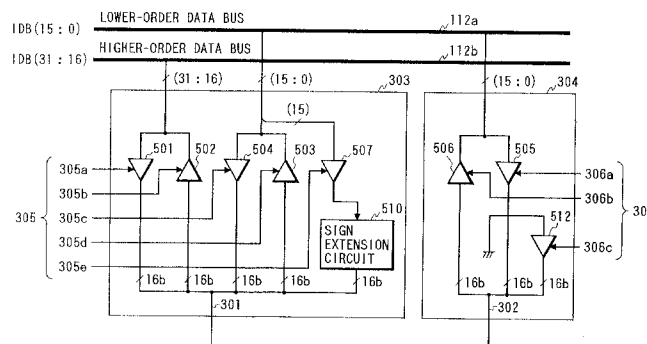 LOWER-ORDER DATA BUS
112a
IDB(15 : 0)
HIGHER-ORDER DATA BUS
112b
IDB(31 : 16)
(31 : 16)
(15 : 0)
303
(15 : 0)
304
(15)
501
502
504
503
507
506
505
305a
305b
305
305c
305d
305e
306a
306b
30
306c
510
SIGN
EXTENSION
CIRCUIT
512
16b
16b
16b
16b
16b
16b
16b
16b
301
302